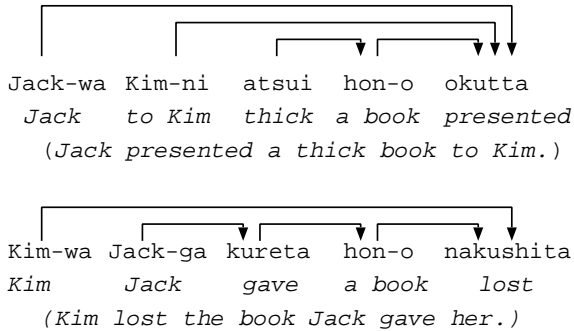 Jack-wa Kim-ni atsui hon-o okutta
Jack to Kim thick a book presented
(Jack presented a thick book to Kim.)
Kim-wa Jack-ga kureta hon-o nakushita
Kim Jack gave a book lost
(Kim lost the book Jack gave her.)